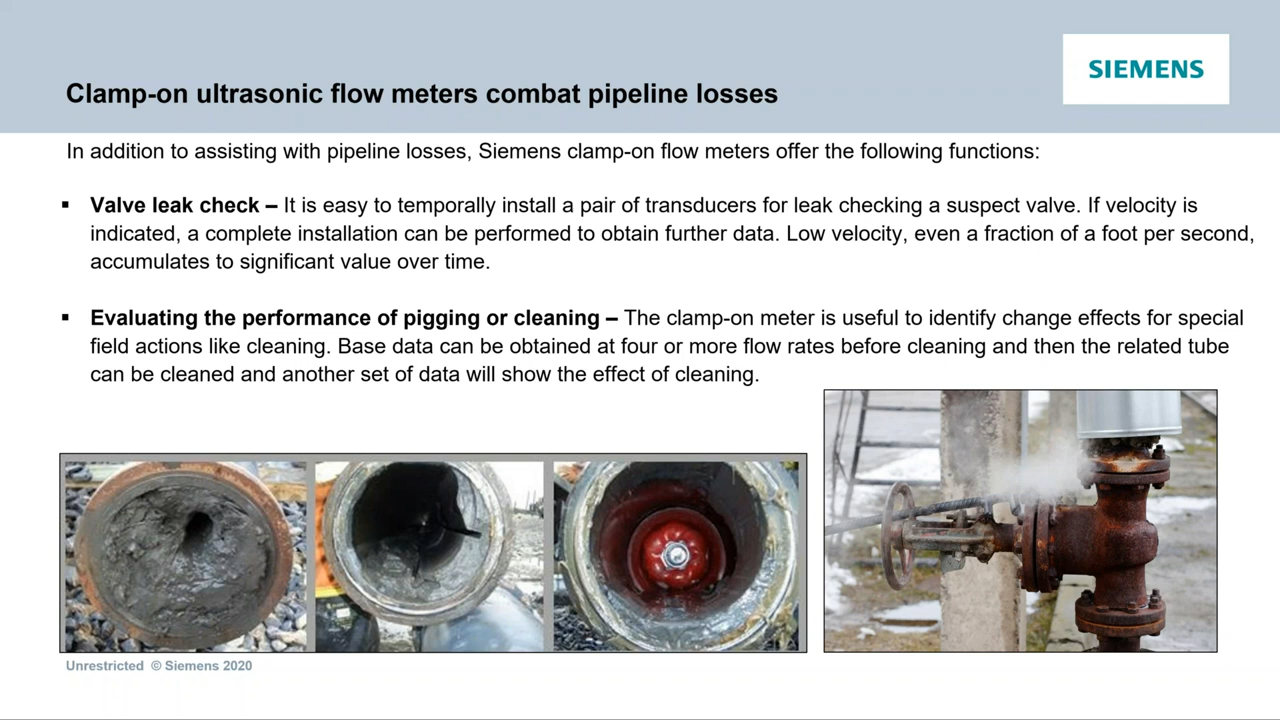 SIEMENS
Clamp-on ultrasonic flow meters combat pipeline losses
In addition to assisting with pipeline losses, Siemens clamp-on flow meters offer the following functions:
▪ Valve leak check – It is easy to temporally install a pair of transducers for leak checking a suspect valve. If velocity is
indicated, a complete installation can be performed to obtain further data. Low velocity, even a fraction of a foot per second,
accumulates to significant value over time.
▪ Evaluating the performance of pigging or cleaning – The clamp-on meter is useful to identify change effects for special
field actions like cleaning. Base data can be obtained at four or more flow rates before cleaning and then the related tube
can be cleaned and another set of data will show the effect of cleaning.
Unrestricted © Siemens 2020